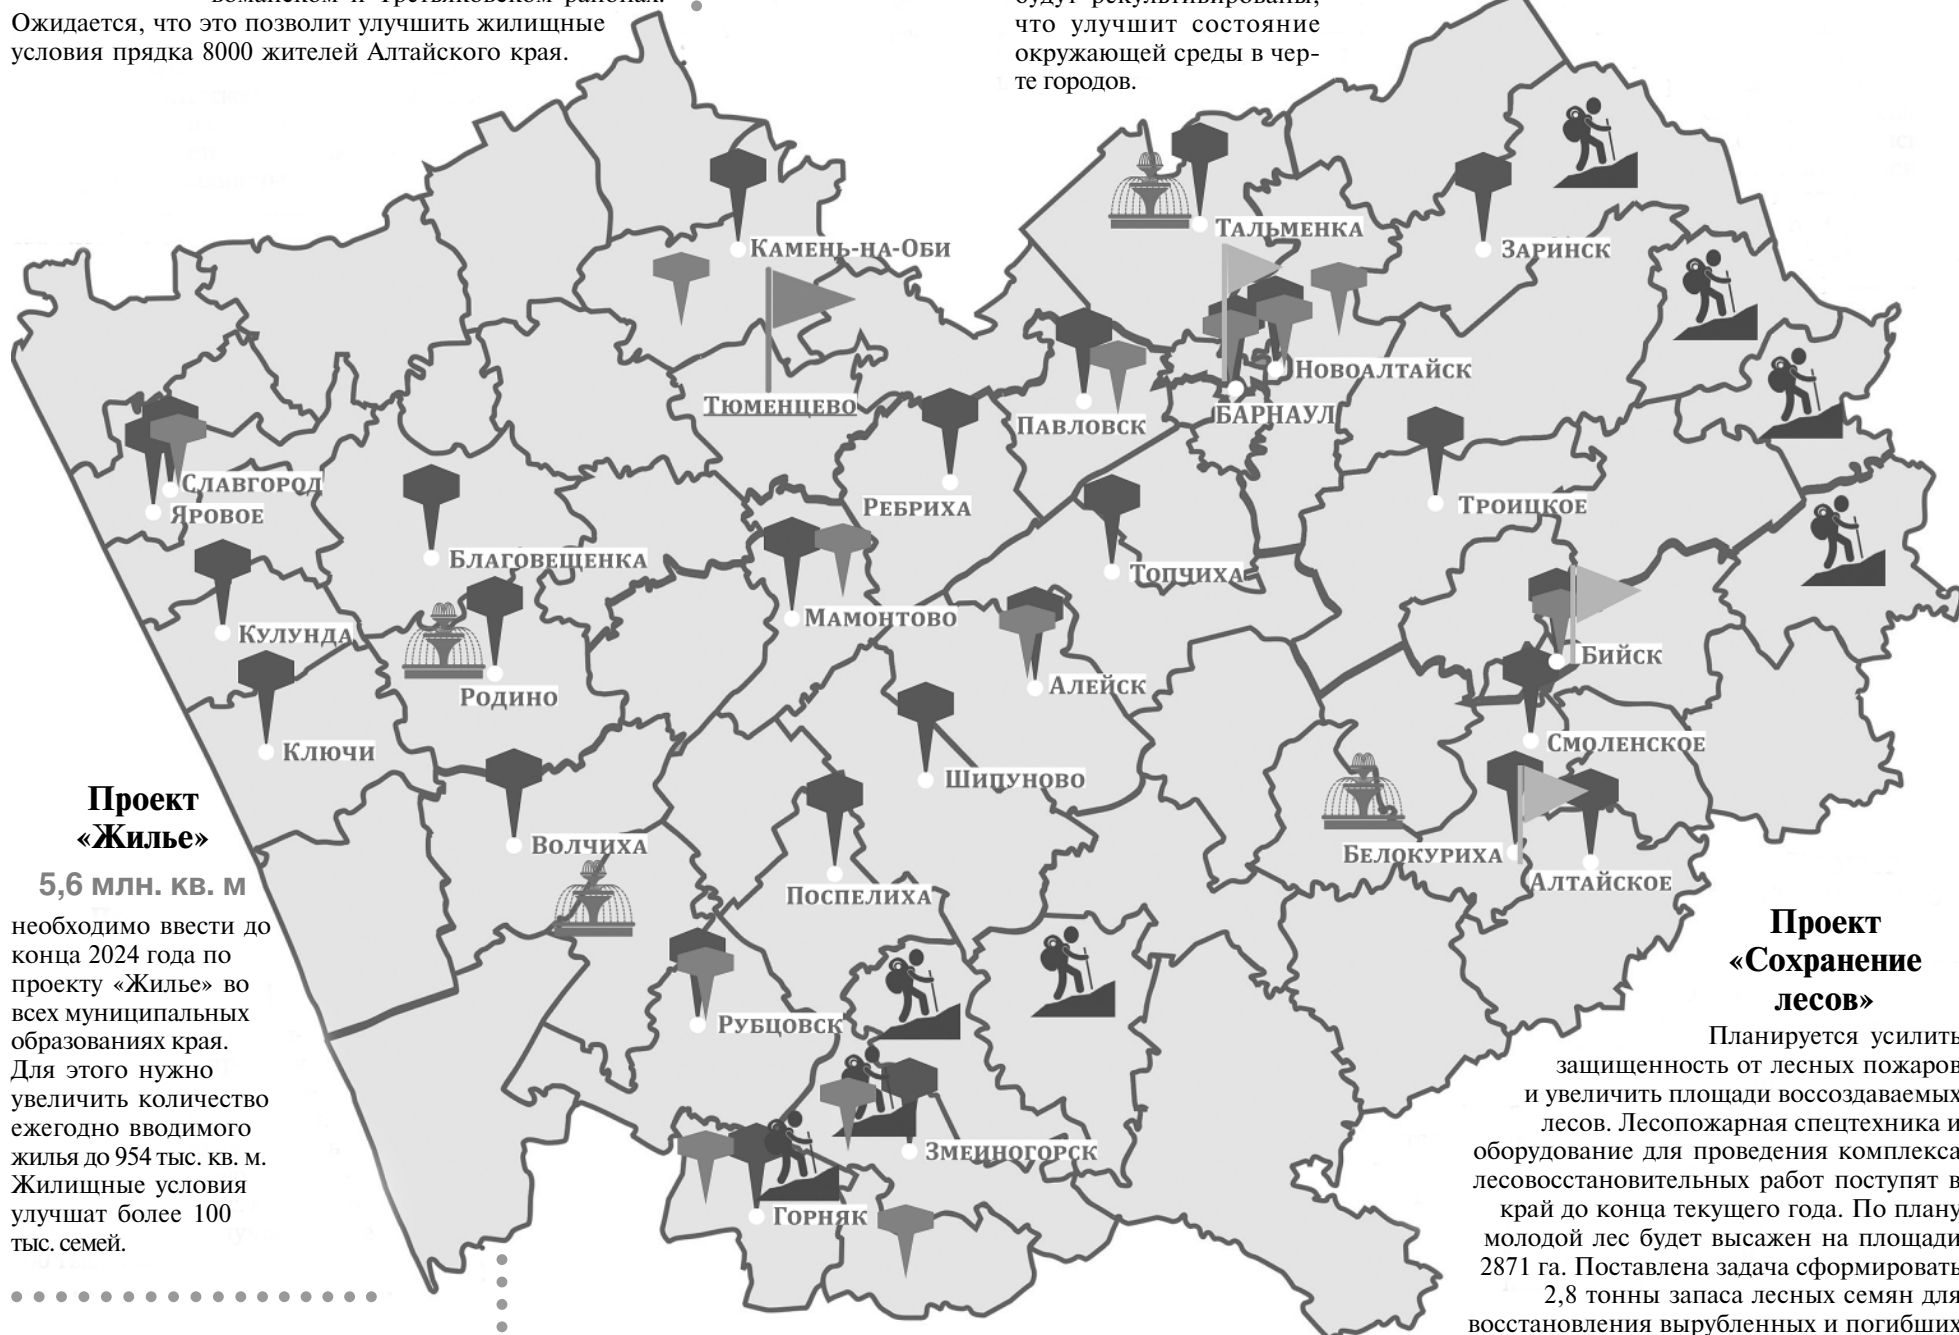 Ожидается, что это позволит улучшить жилищные
условия прядка 8000 жителей Алтайского края.
будут рекультивированы,
что улучшит состояние
окружающей среды в чер-
те городов.
Камень-на-Оби
Тальменка
Заринск
Тюменцево
Павловск
Новоалтайск
БАРНАУЛ
Славгород
Яровое
Ребриха
Троицкое
Благовещенка
Топчиха
Кулунда
Мамонтово
Бийск
Родино
Алейск
Ключи
Смоленское
Шипуново
Волчиха
Белокуриха
Поспелиха
Алтайское
Рубцовск
Змеиногорск
Горняк
Проект
«Жилье»
5,6 млн. кв. м
необходимо ввести до
конца 2024 года по
проекту «Жилье» во
всех муниципальных
образованиях края.
Для этого нужно
увеличить количество
ежегодно вводимого
жилья до 954 тыс. кв. м.
Жилищные условия
улучшат более 100
тыс. семей.
Проект
«Сохранение
лесов»
Планируется усилить
защищенность от лесных пожаров
и увеличить площади воссоздаваемых
лесов. Лесопожарная спецтехника и
оборудование для проведения комплекса
лесовосстановительных работ поступят в
край до конца текущего года. По плану
молодой лес будет высажен на площади
2871 га. Поставлена задача сформировать
2,8 тонны запаса лесных семян для
восстановления вырубленных и погибших